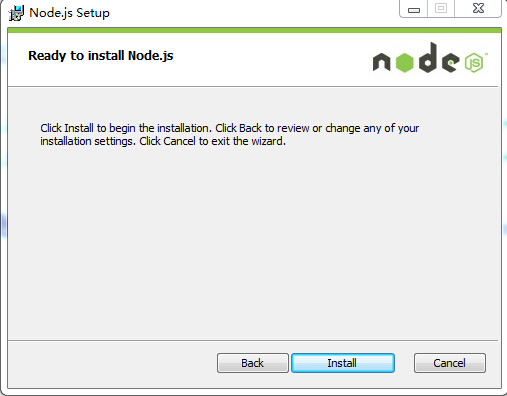 Node.js Setup
Ready to install Node.js
node
JS
Click Install to begin the installation. Click Back to review or change any of your
installation settings. Click Cancel to exit the wizard.
Back
Install
Cancel